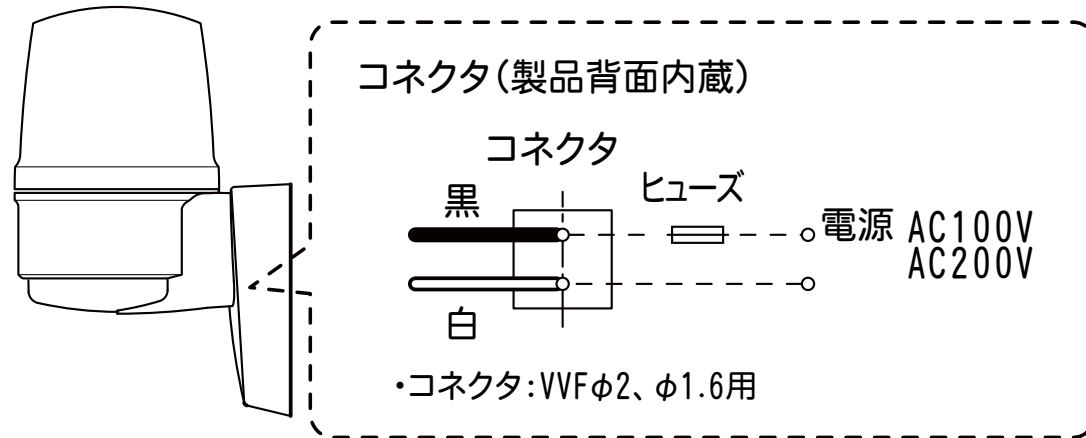 コネクタ(製品背面内蔵)
コネクタ
黒
ヒューズ
電源 AC100V
AC200V
白
・コネクタ:VVFφ2、φ1.6用